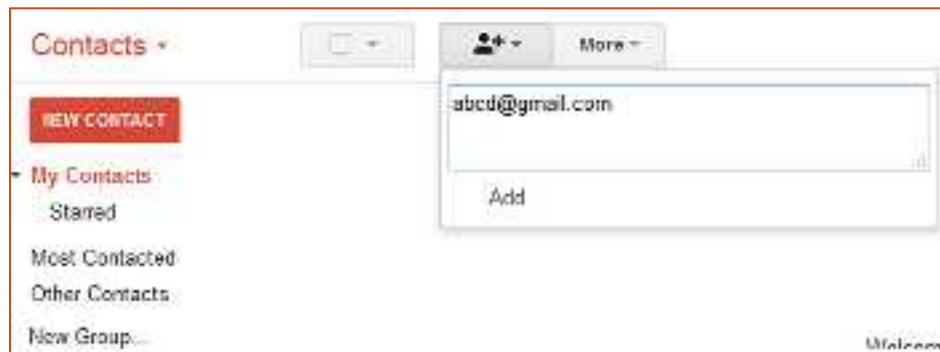 Contacts
More
abcd@gmail.com
Add
NEW CONTACT
My Contacts
Starred
Most Contacted
Other Contacts
New Group...